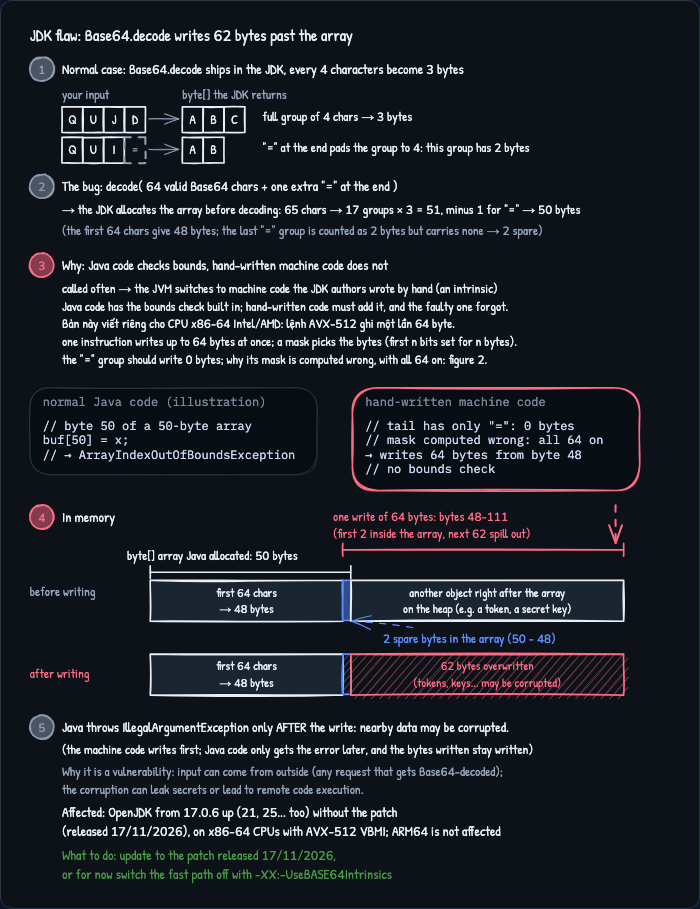 JDK flaw: Base64.decode writes 62 bytes past the array
1 Normal case: Base64.decode ships in the JDK, every 4 characters become 3 bytes
your input
byte[] the JDK returns
Q U J D → A B C
full group of 4 chars → 3 bytes
Q U I = → A B
"=" at the end pads the group to 4: this group has 2 bytes
2 The bug: decode( 64 valid Base64 chars + one extra "=" at the end )
→ the JDK allocates the array before decoding: 65 chars → 17 groups × 3 = 51, minus 1 for "=" → 50 bytes
(the first 64 chars give 48 bytes; the last "=" group is counted as 2 bytes but carries none → 2 spare)
3 Why: Java code checks bounds, hand-written machine code does not
called often → the JVM switches to machine code the JDK authors wrote by hand (an intrinsic)
Java code has the bounds check built in; hand-written code must add it, and the faulty one forgot.
Bản này viết riêng cho CPU x86-64 Intel/AMD: lệnh AVX-512 ghi một lần 64 byte.
one instruction writes up to 64 bytes at once; a mask picks the bytes (first n bits set for n bytes).
the "=" group should write 0 bytes; why its mask is computed wrong, with all 64 on: figure 2.
normal Java code (illustration)
// byte 50 of a 50-byte array
buf[50] = x;
// → ArrayIndexOutOfBoundsException
hand-written machine code
// tail has only "=": 0 bytes
// mask computed wrong: all 64 on
→ writes 64 bytes from byte 48
// no bounds check
4 In memory
one write of 64 bytes: bytes 48-111
(first 2 inside the array, next 62 spill out)
byte[] array Java allocated: 50 bytes
before writing
first 64 chars
→ 48 bytes
another object right after the array
on the heap (e.g. a token, a secret key)
2 spare bytes in the array (50 - 48)
after writing
first 64 chars
→ 48 bytes
62 bytes overwritten
(tokens, keys... may be corrupted)
5 Java throws IllegalArgumentException only AFTER the write: nearby data may be corrupted.
(the machine code writes first; Java code only gets the error later, and the bytes written stay written)
Why it is a vulnerability: input can come from outside (any request that gets Base64-decoded);
the corruption can leak secrets or lead to remote code execution.
Affected: OpenJDK from 17.0.6 up (21, 25... too) without the patch
(released 17/11/2026), on x86-64 CPUs with AVX-512 VBMI; ARM64 is not affected
What to do: update to the patch released 17/11/2026,
or for now switch the fast path off with -XX:-UseBASE64Intrinsics